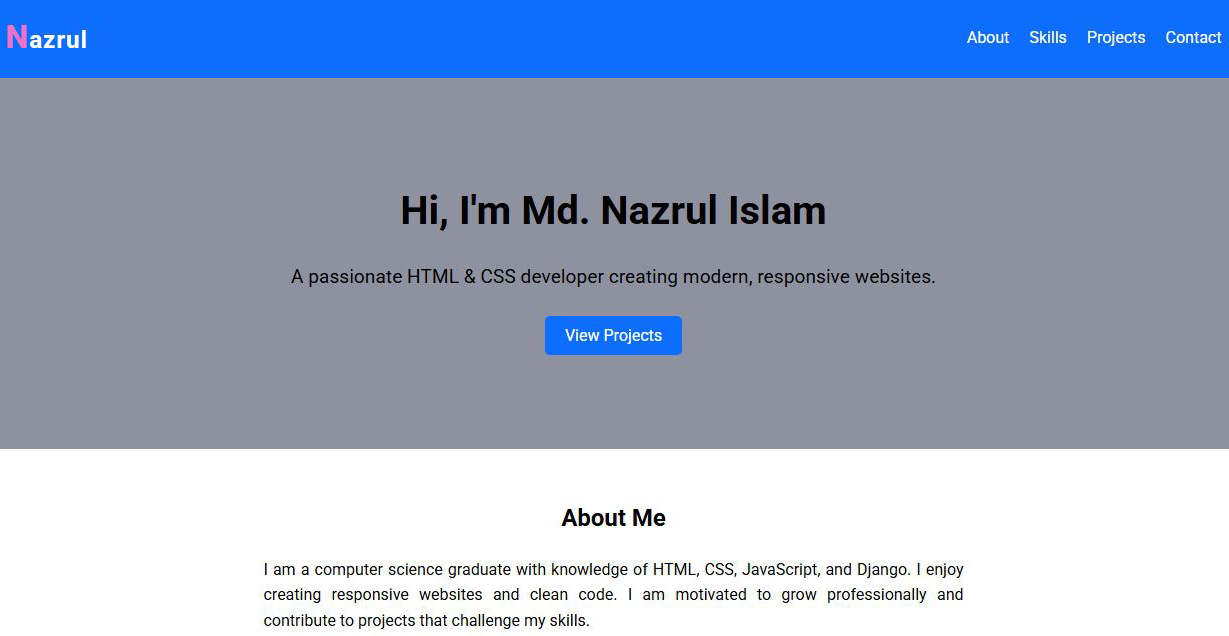 Nazrul
About Skills Projects Contact
Hi, I'm Md. Nazrul Islam
A passionate HTML & CSS developer creating modern, responsive websites.
View Projects
About Me
I am a computer science graduate with knowledge of HTML, CSS, JavaScript, and Django. I enjoy
creating responsive websites and clean code. I am motivated to grow professionally and
contribute to projects that challenge my skills.